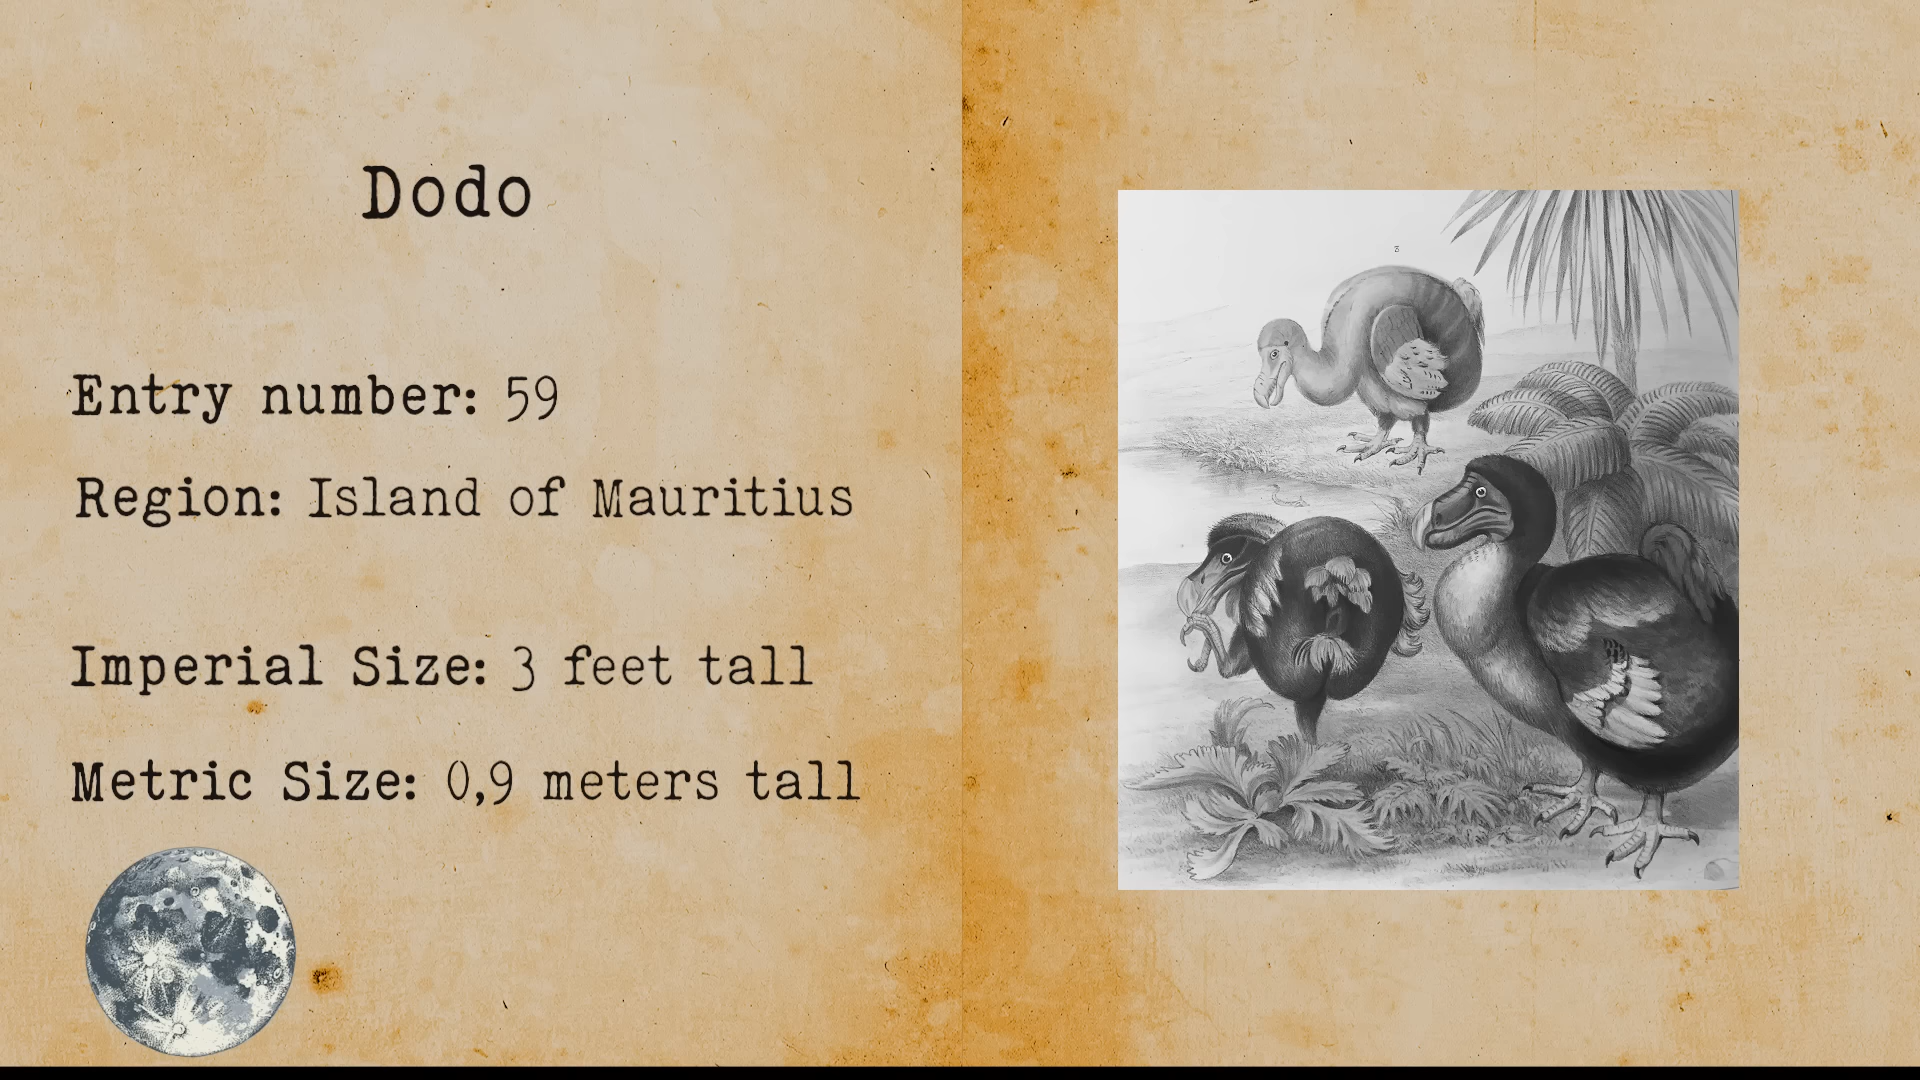 Dodo
Entry number: 59
Region: Island of Mauritius
Imperial Size: 3 feet tall
Metric Size: 0,9 meters tall
3